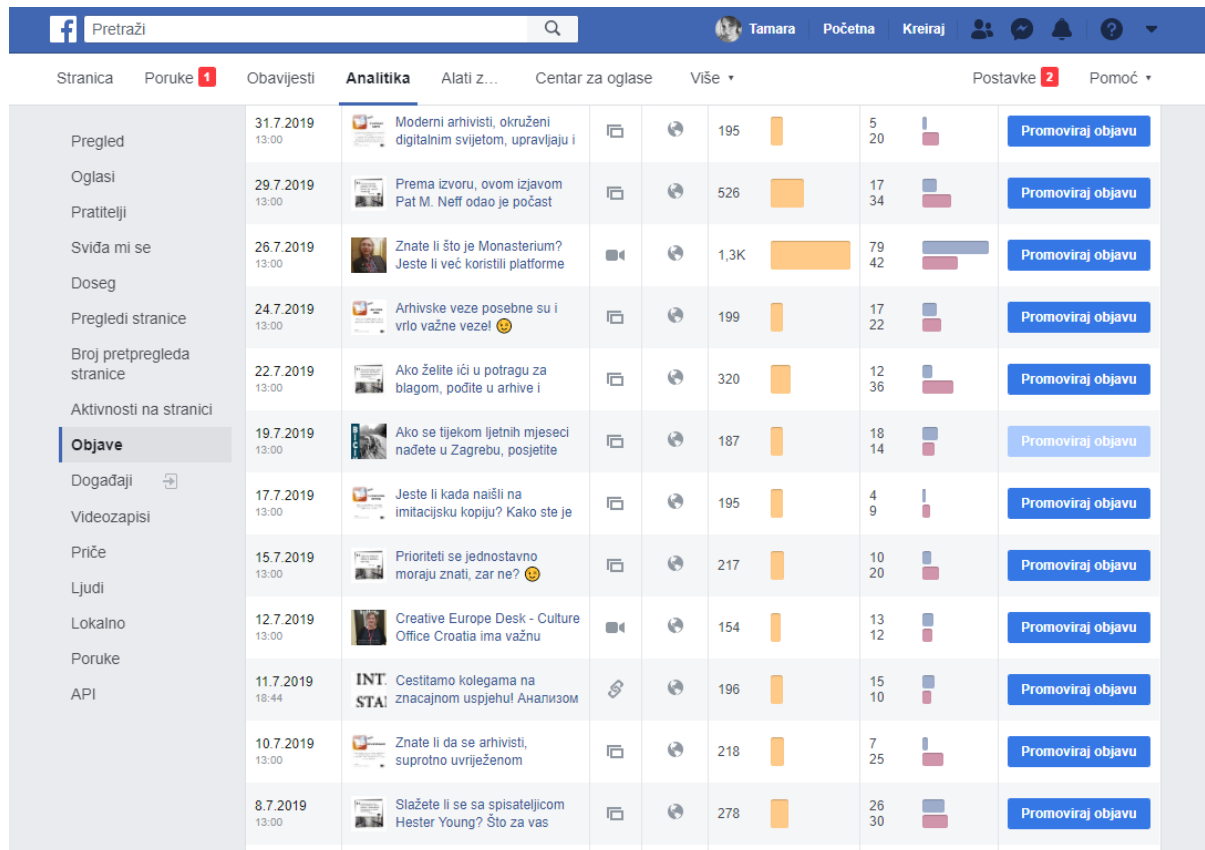 f Pretraži Tamara Početna Kreiraj ?
Stranica Poruke 1 Obavijesti Analitika Alati z... Centar za oglase Više Postavke 2 Pomoć
Pregled
Oglasi
Pratitelji
Sviđa mi se
Doseg
Pregledi stranice
Broj pretpregleda
stranice
Aktivnosti na stranici
Objave
Događaji
Videozapisi
Priče
Ljudi
Lokalno
Poruke
API
31.7.2019 Moderni arhivisti, okruženi 5
13:00 digitalnim svijetom, upravljaju i 195 20 Promoviraj objavu
29.7.2019 Prema izvoru, ovom izjavom 17
13:00 Pat M. Neff odao je počast 526 34 Promoviraj objavu
26.7.2019 Znate li što je Monasterium? 79
13:00 Jeste li već koristili platforme 1,3K 42 Promoviraj objavu
24.7.2019 Arhivske veze posebne su i 17
13:00 vrlo važne veze! 😉 199 22 Promoviraj objavu
22.7.2019 Ako želite ići u potragu za 12
13:00 blagom, pođite u arhive i 320 36 Promoviraj objavu
19.7.2019 Ako se tijekom ljetnih mjeseci 18
13:00 nađete u Zagrebu, posjetite 187 14 Promoviraj objavu
17.7.2019 Jeste li kada naišli na 4
13:00 imitacijsku kopiju? Kako ste je 195 9 Promoviraj objavu
15.7.2019 Prioriteti se jednostavno 10
13:00 moraju znati, zar ne? 😉 217 20 Promoviraj objavu
12.7.2019 Creative Europe Desk - Culture 13
13:00 Office Croatia ima važnu 154 12 Promoviraj objavu
11.7.2019 INT. Cestitamo kolegama na 15
18:44 STA znacajnom uspjehu! Анализом 196 10 Promoviraj objavu
10.7.2019 Znate li da se arhivisti, 7
13:00 suprotno uvriježenom 218 25 Promoviraj objavu
8.7.2019 Slažete li se sa spisateljicom 26
13:00 Hester Young? Što za vas 278 30 Promoviraj objavu